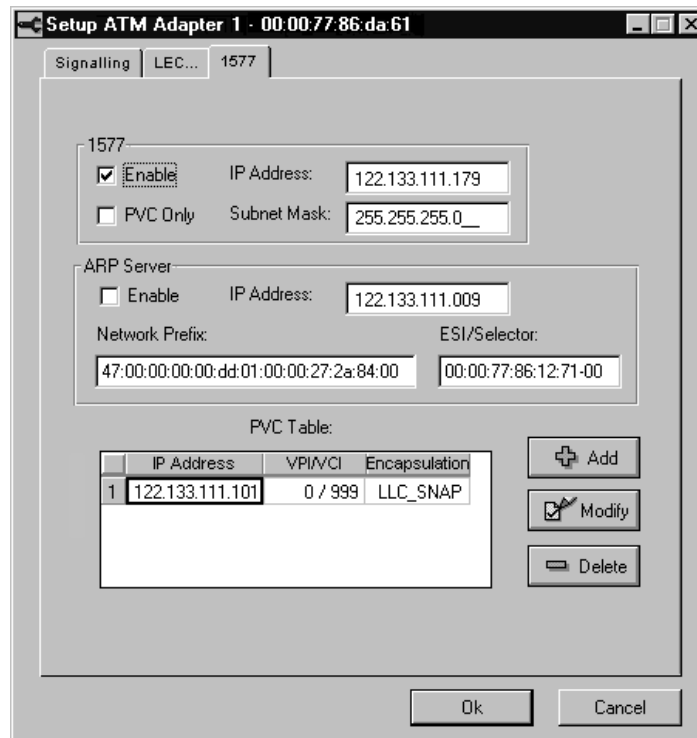 Setup ATM Adapter 1 - 00:00:77:86:da:61
Signalling LEC... 1577
1577
Enable IP Address: 122.133.111.179
PVC Only Subnet Mask: 255.255.255.0__
ARP Server
Enable IP Address: 122.133.111.009
Network Prefix: ESI/Selector:
47:00:00:00:00:dd:01:00:00:27:2a:84:00 00:00:77:86:12:71-00
PVC Table:
IP Address VPI/VCI Encapsulation
1 122.133.111.101 0 / 999 LLC_SNAP
Add
Modify
Delete
Ok Cancel